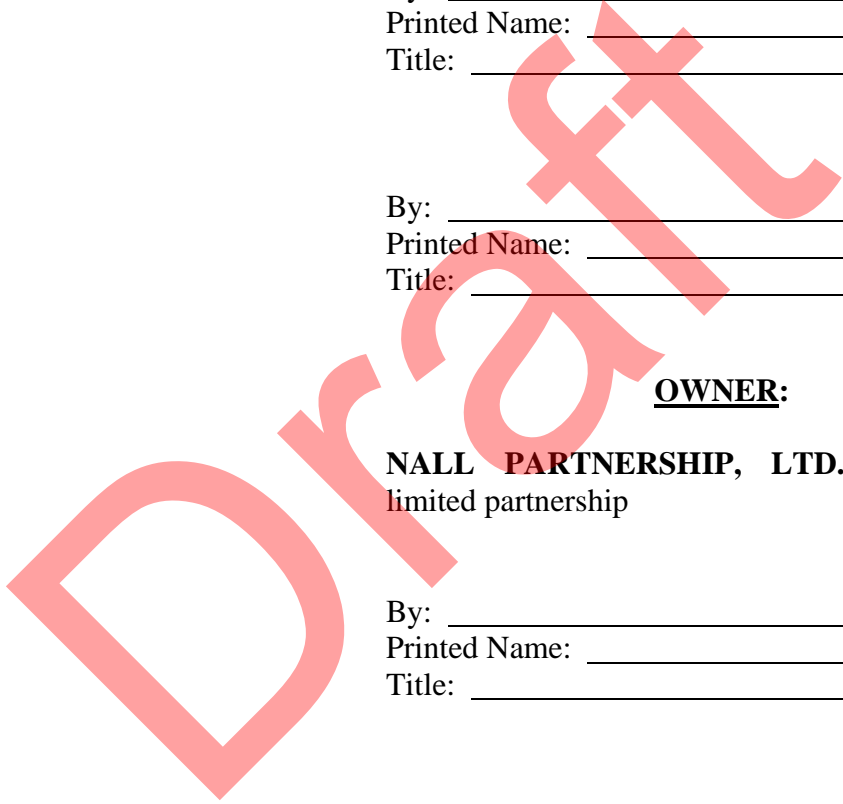 Printed Name:
Title:
By:
Printed Name:
Title:
OWNER:
NALL PARTNERSHIP, LTD.
limited partnership
By:
Printed Name:
Title:
Draft